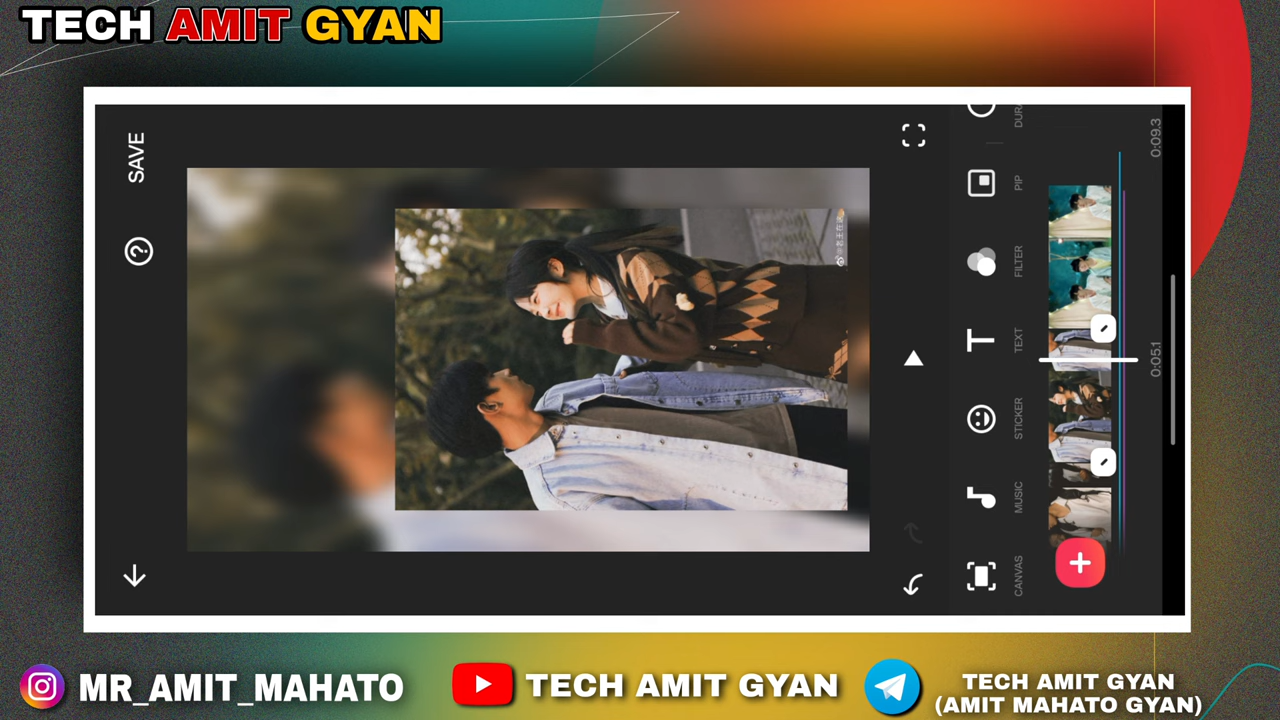 TECH AMIT GYAN
SAVE
DURA
PIP
FILTER
TEXT
STICKER
MUSIC
CANVAS
0:09.3
0:05.1
MR_AMIT_MAHATO
TECH AMIT GYAN
TECH AMIT GYAN
(AMIT MAHATO GYAN)